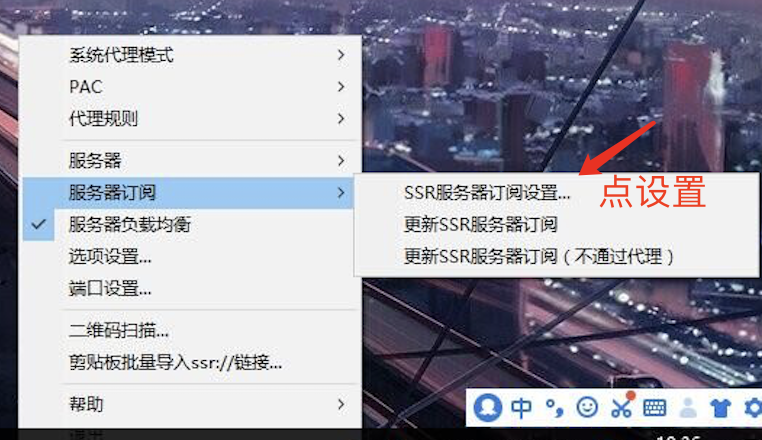 系统代理模式
PAC
代理规则
服务器
服务器订阅
SSR服务器订阅设置...
点设置
服务器负载均衡
更新SSR服务器订阅
选项设置...
更新SSR服务器订阅（不通过代理）
端口设置...
二维码扫描...
剪贴板批量导入ssr://链接...
帮助
中